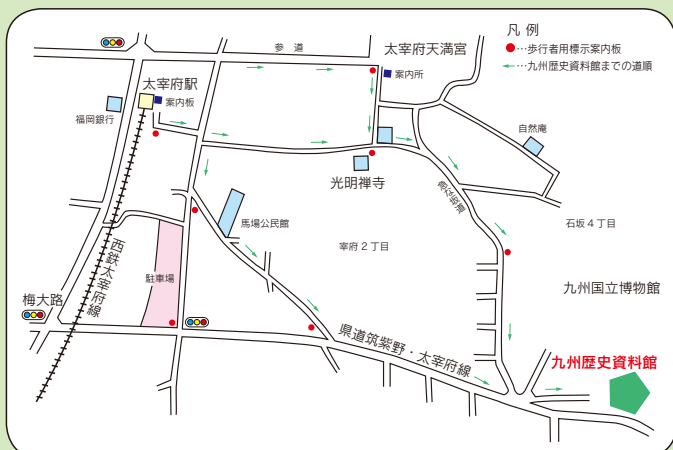 凡 例
●…歩行者用標示案内板
←…九州歴史資料館までの道順
参 道
太宰府天満宮
案内所
太宰府駅
案内板
福岡銀行
自然庵
光明禅寺
急な坂道
馬場公民館
宰府２丁目
石坂４丁目
西鉄太宰府線
駐車場
九州国立博物館
梅大路
県道筑紫野・太宰府線
九州歴史資料館